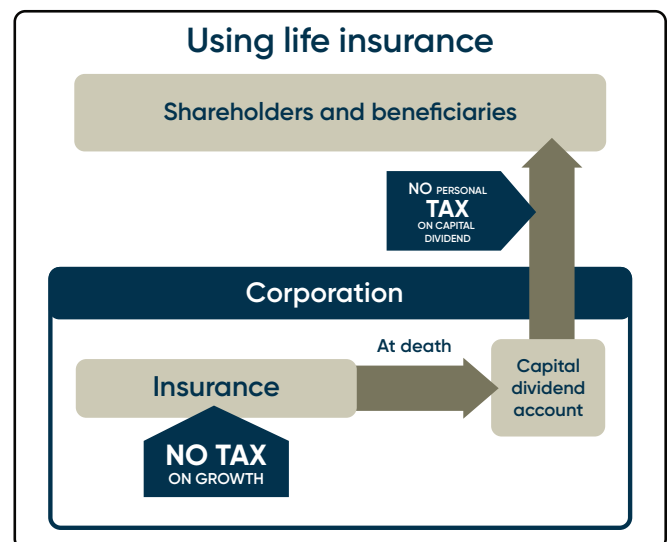 Using life insurance
Shareholders and beneficiaries
NO PERSONAL
TAX
ON CAPITAL
DIVIDEND
Corporation
At death
Insurance
Capital
dividend
account
NO TAX
ON GROWTH